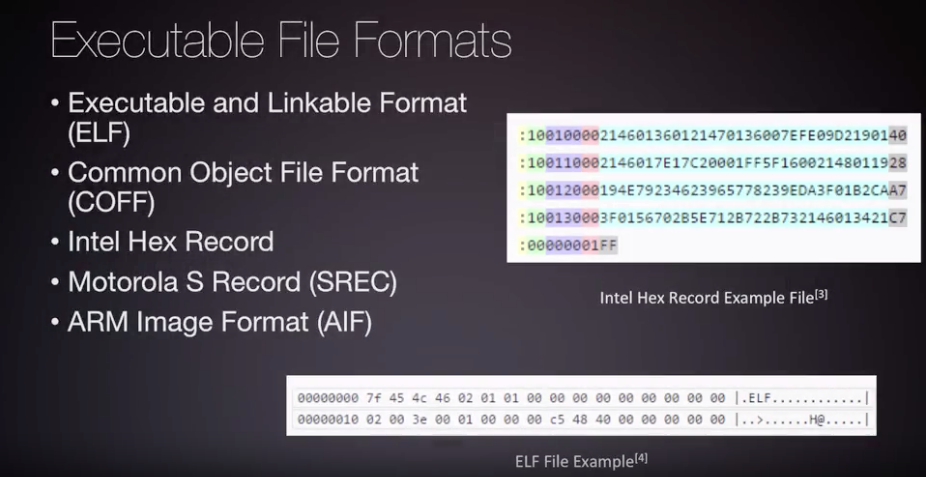 Executable File Formats
• Executable and Linkable Format
(ELF)
• Common Object File Format
(COFF)
• Intel Hex Record
• Motorola S Record (SREC)
• ARM Image Format (AIF)
:10010000214601360121470136007EFE09D2190140
:100110002146017E17C20001FF5F16002148011928
:10012000194E79234623965778239EDA3F01B2CAA7
:100130003F0156702B5E712B722B732146013421C7
:00000001FF
Intel Hex Record Example File[3]
00000000 7f 45 4c 46 02 01 01 00 00 00 00 00 00 00 00 00 |.ELF............|
00000010 02 00 3e 00 01 00 00 00 c5 48 40 00 00 00 00 00 |..>......H@.....|
ELF File Example[4]